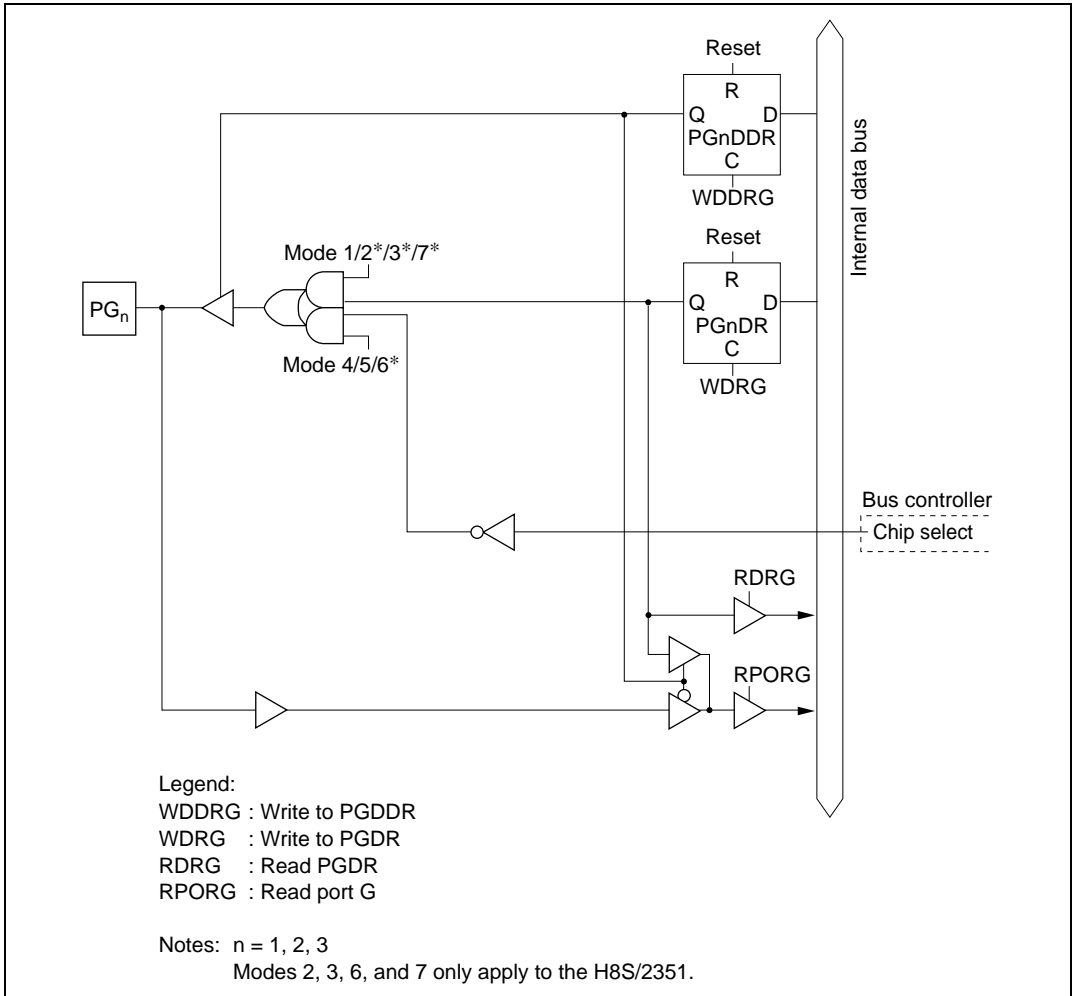 Reset
R
Q D
PGnDDR
C
WDDRG
Internal data bus
Reset
Mode 1/2*/3*/7*
R
Q D
PGnDR
C
WDRG
PGn
Mode 4/5/6*
Bus controller
Chip select
RDRG
RPORG
Legend:
WDDRG : Write to PGDDR
WDRG : Write to PGDR
RDRG : Read PGDR
RPORG : Read port G
Notes: n = 1, 2, 3
Modes 2, 3, 6, and 7 only apply to the H8S/2351.